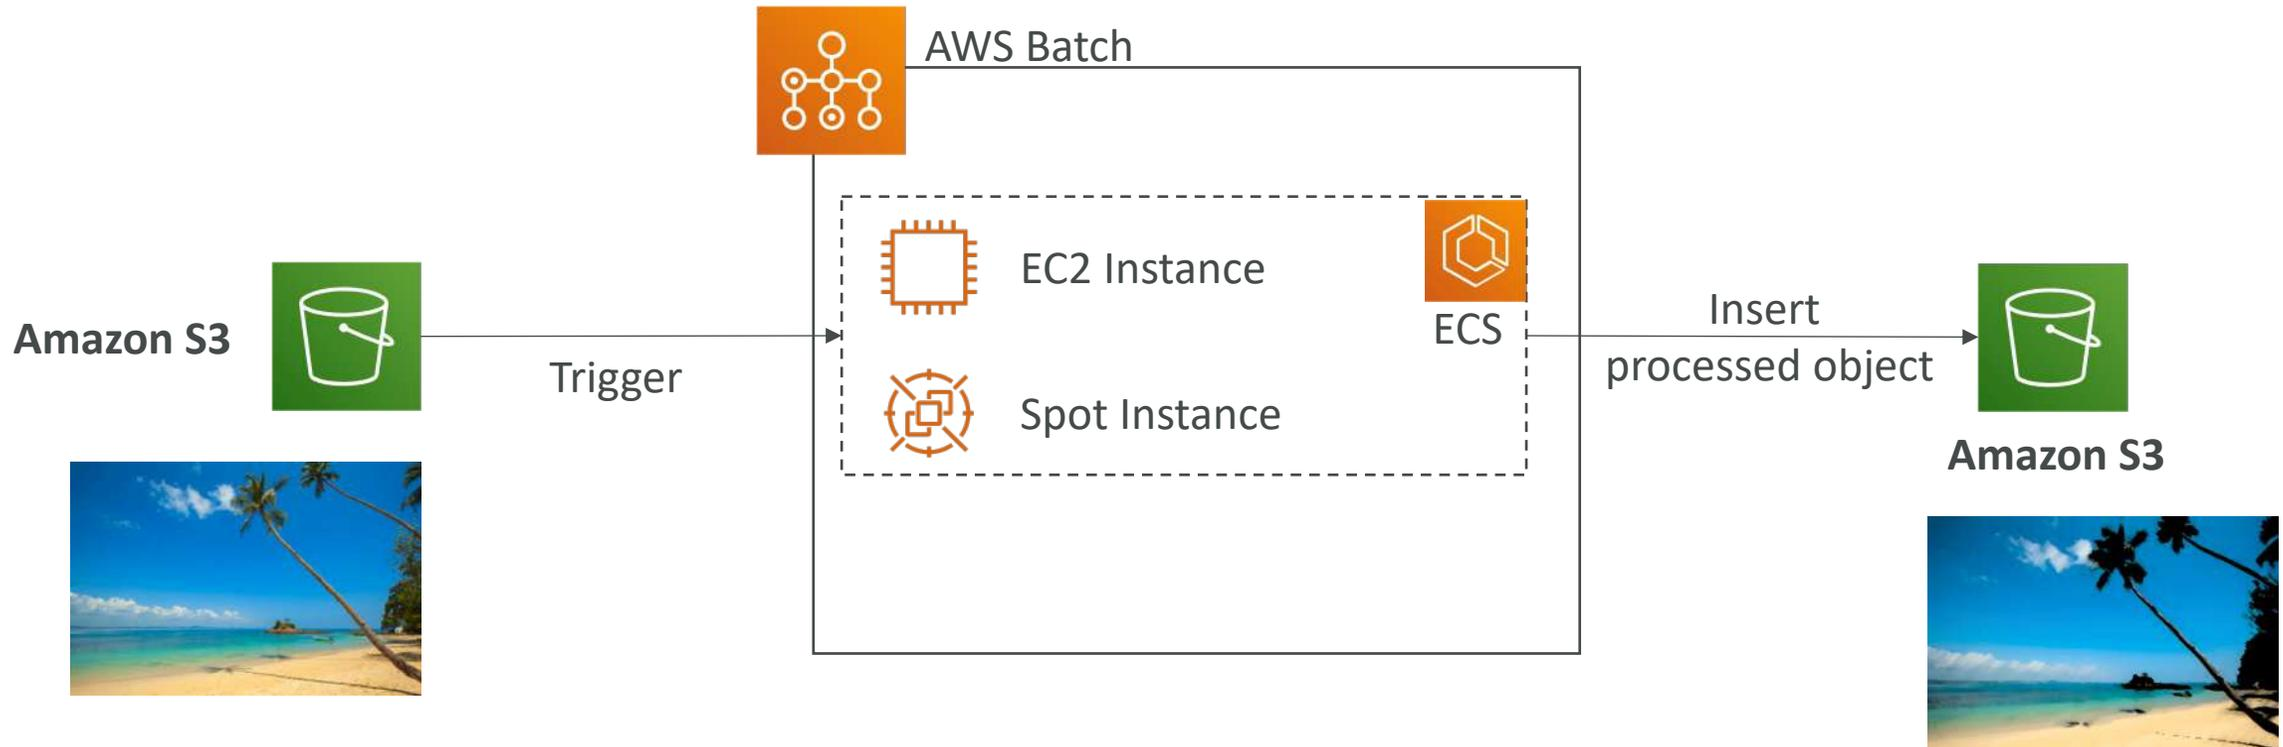 AWS Batch
EC2 Instance
ECS
Spot Instance
Amazon S3
Trigger
Insert
processed object
Amazon S3